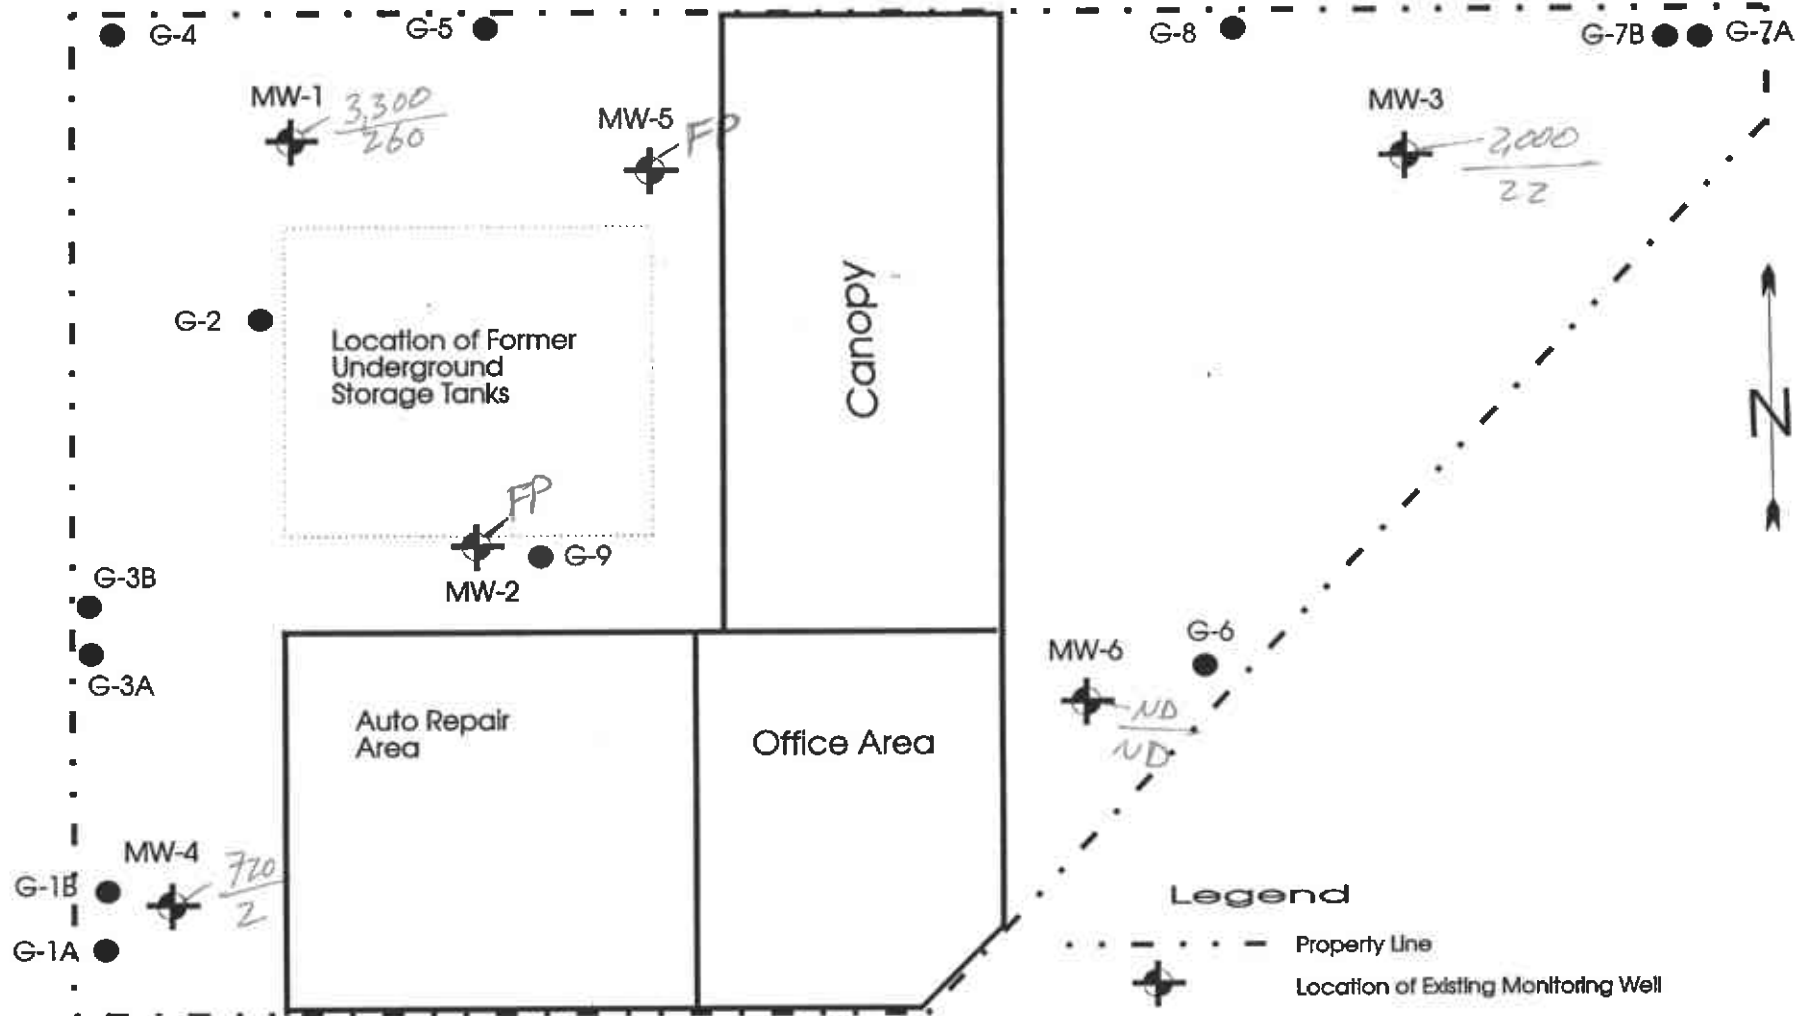 G-4
G-5
G-8
G-7B
G-7A
MW-1
3,300
260
MW-5
FP
MW-3
2,000
22
G-2
Location of Former
Underground
Storage Tanks
Canopy
N
FP
G-9
MW-2
G-3B
G-3A
MW-6
G-6
ND
ND
Auto Repair
Area
Office Area
MW-4
720
2
G-1B
G-1A
Legend
Property Line
Location of Existing Monitoring Well